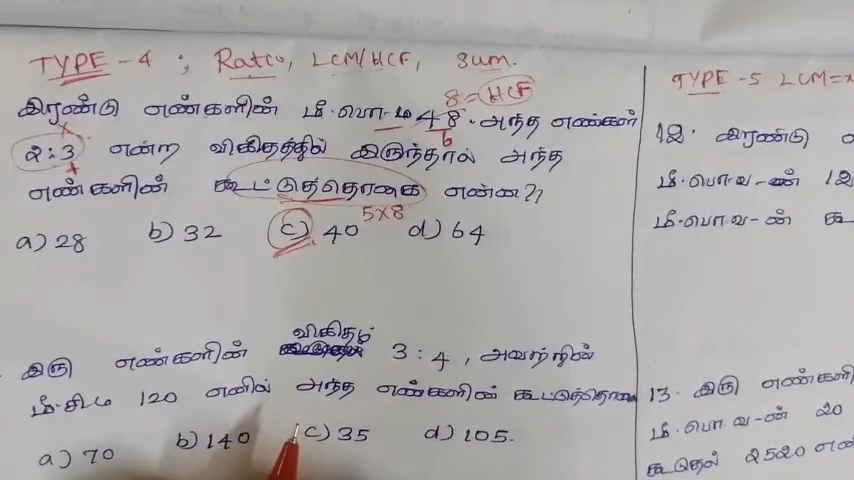 TYPE - 4 ; Ratio, LCM/HCF, sum.
8 = HCF
இரண்டு எண்களின் மீ.பொ.ம 48. அந்த எண்கள்
6
2:3 என்ற விகிதத்தில் இருந்தால் அந்த
எண்களின் கூட்டுத்தொகை என்ன??
5x8
a) 28 b) 32 c) 40 d) 64
விகிதம்
இரு எண்களின் 3 : 4, அவற்றின்
மீ.சி.ம 120 எனில் அந்த எண்களின் கூட்டுத்தொகை
a) 70 b) 140 c) 35 d) 105.
TYPE - 5 LCM=
12. இரண்டு
மீ.பொ.வ-ன் 12
மீ.பொ.வ-ன்
13. இரு எண்களி
மீ.பொ.வ-ன் 20
கூடுதல் 2520